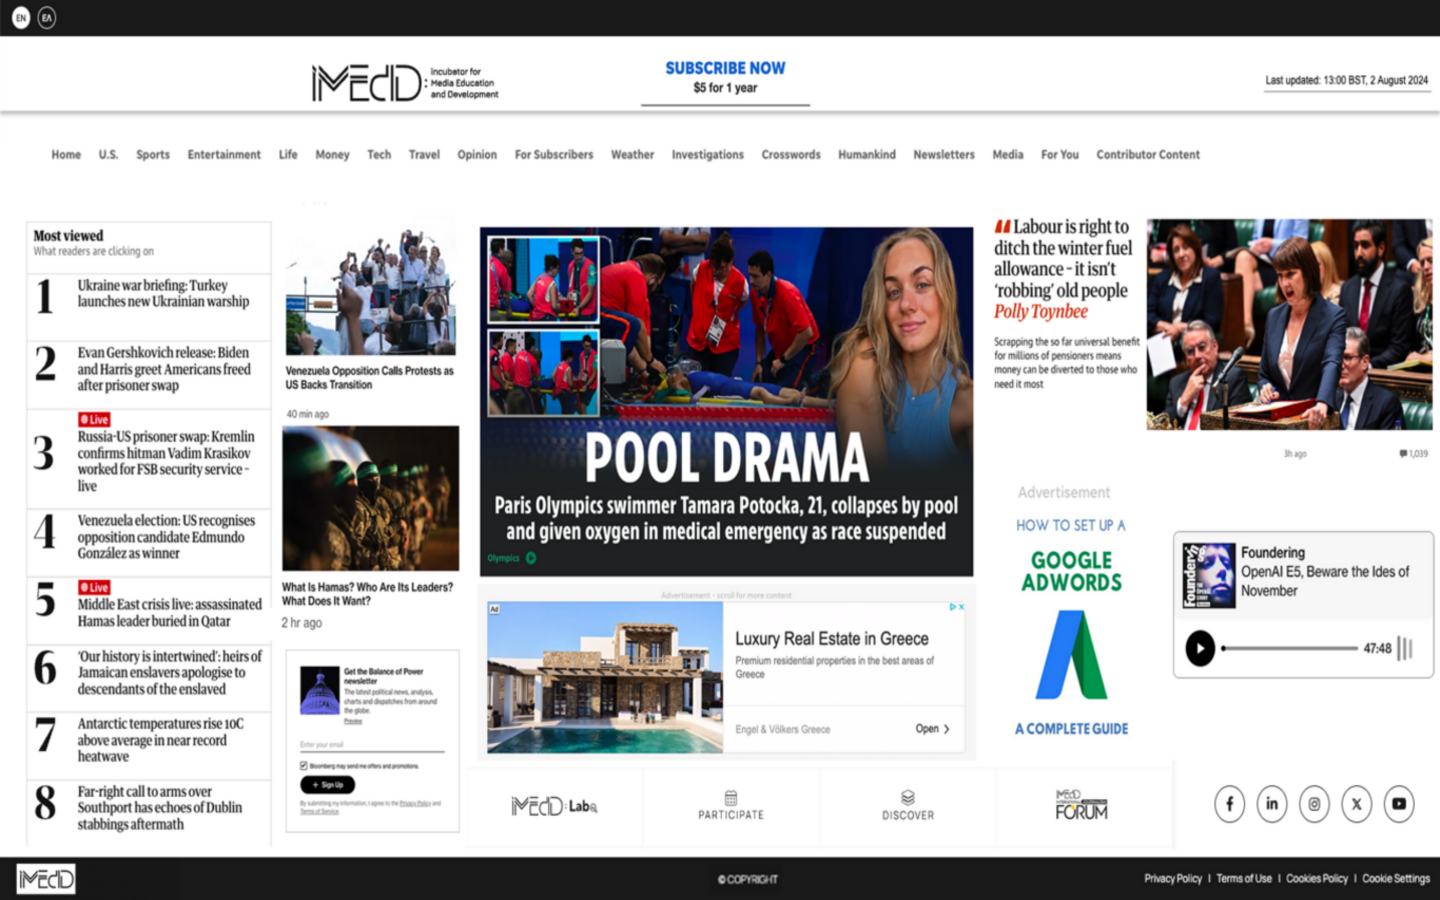 EN EΛ
iMEdD: Incubator for
Media Education
and Development
SUBSCRIBE NOW
$5 for 1 year
Last updated: 13:00 BST, 2 August 2024
Home U.S. Sports Entertainment Life Money Tech Travel Opinion For Subscribers Weather Investigations Crosswords Humankind Newsletters Media For You Contributor Content
Most viewed
What readers are clicking on
1 Ukraine war briefing: Turkey
launches new Ukrainian warship
2 Evan Gershkovich release: Biden
and Harris greet Americans freed
after prisoner swap
Live
3 Russia-US prisoner swap: Kremlin
confirms hitman Vadim Krasikov
worked for FSB security service -
live
4 Venezuela election: US recognises
opposition candidate Edmundo
González as winner
Live
5 Middle East crisis live: assassinated
Hamas leader buried in Qatar
6 'Our history is intertwined': heirs of
Jamaican enslavers apologise to
descendants of the enslaved
7 Antarctic temperatures rise 10C
above average in near record
heatwave
8 Far-right call to arms over
Southport has echoes of Dublin
stabbings aftermath
Venezuela Opposition Calls Protests as
US Backs Transition
40 min ago
What Is Hamas? Who Are Its Leaders?
What Does It Want?
2 hr ago
Get the Balance of Power
newsletter
The latest political news, analysis,
charts and dispatches from around
the globe.
Preview
Enter your email
Bloomberg may send me offers and promotions.
+ Sign Up
By submitting my information, I agree to the Privacy Policy and
Terms of Service.
POOL DRAMA
Paris Olympics swimmer Tamara Potocka, 21, collapses by pool
and given oxygen in medical emergency as race suspended
Olympics
Advertisement - scroll for more content
Ad
Luxury Real Estate in Greece
Premium residential properties in the best areas of
Greece
Engel & Völkers Greece
Open
iMEdD: Lab
PARTICIPATE
DISCOVER
iMEdD
INTERNATIONAL JOURNALISM
FORUM
Labour is right to
ditch the winter fuel
allowance - it isn't
'robbing' old people
Polly Toynbee
Scrapping the so far universal benefit
for millions of pensioners means
money can be diverted to those who
need it most
3h ago
1,039
Advertisement
HOW TO SET UP A
GOOGLE
ADWORDS
A COMPLETE GUIDE
Foundering
Foundering
OpenAI E5, Beware the Ides of
November
47:48
iMEdD
© COPYRIGHT
Privacy Policy | Terms of Use | Cookies Policy | Cookie Settings